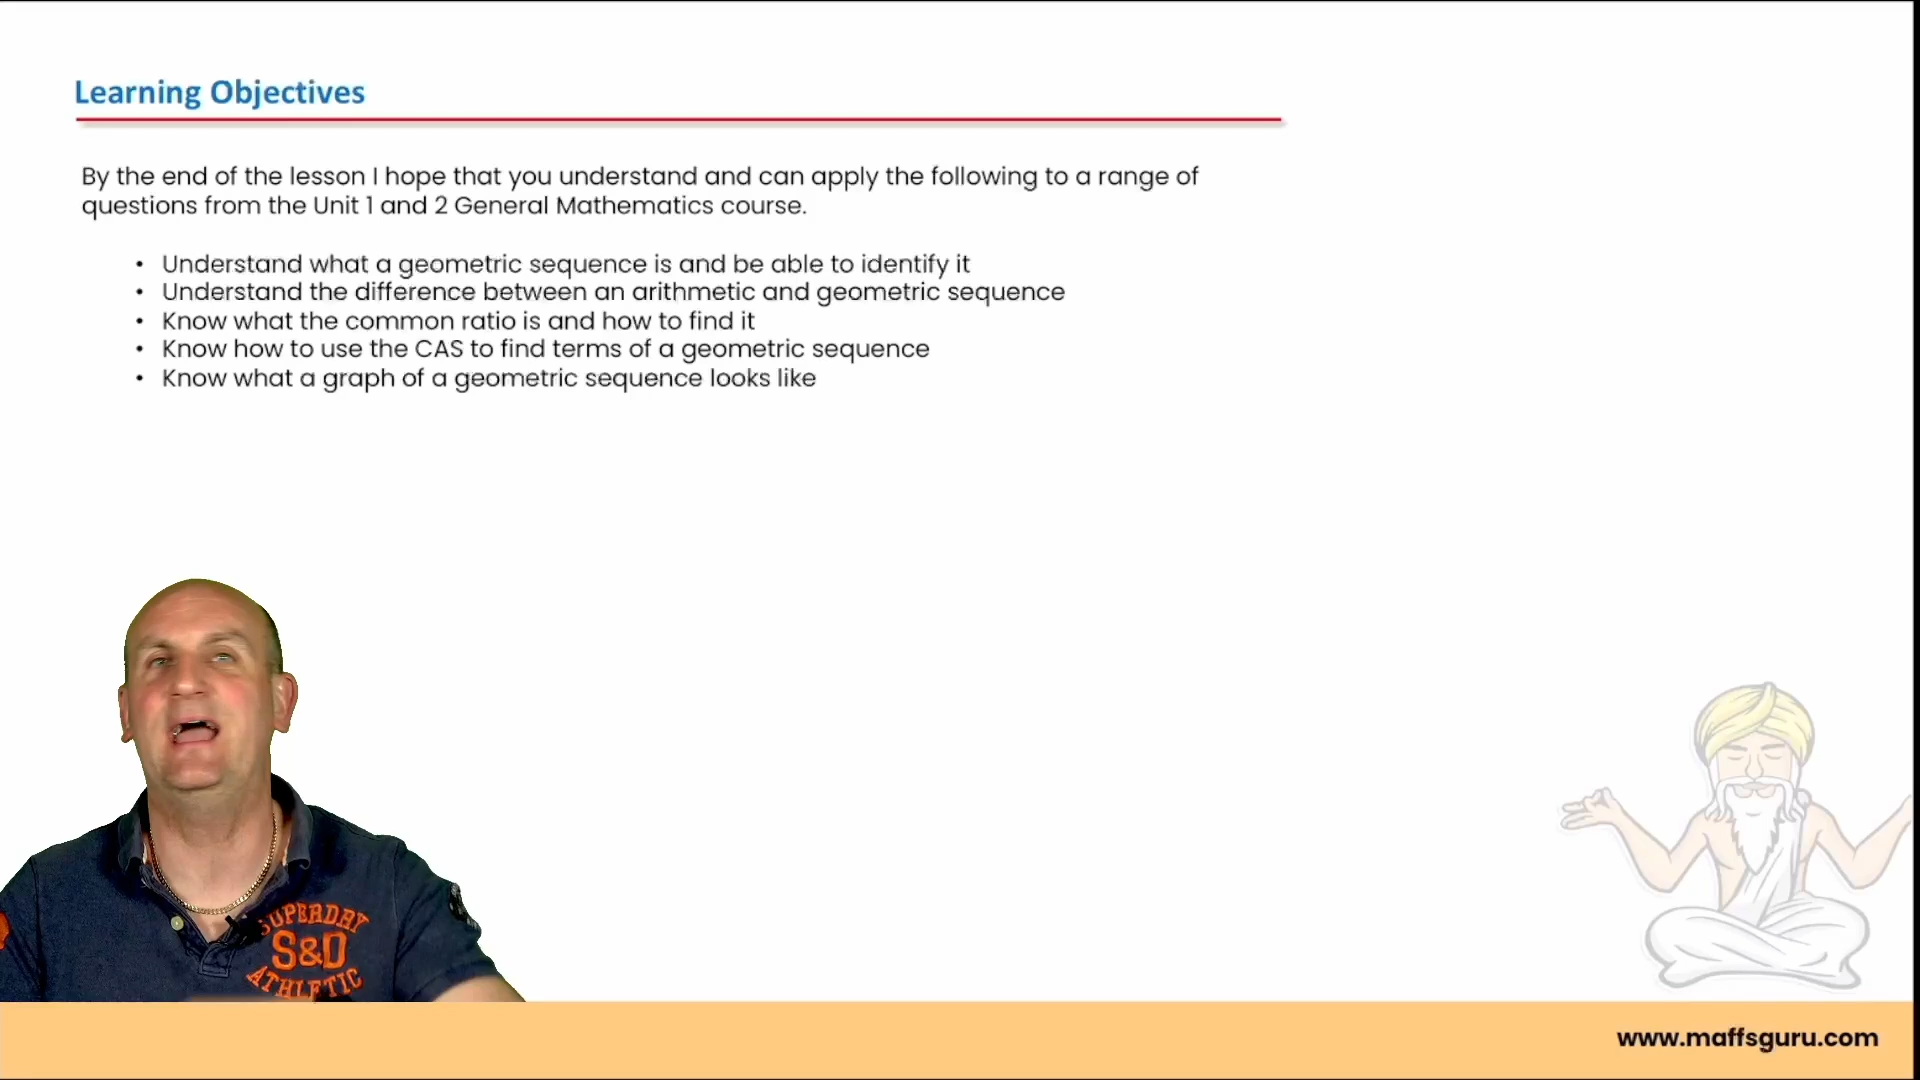 Learning Objectives
By the end of the lesson I hope that you understand and can apply the following to a range of
questions from the Unit 1 and 2 General Mathematics course.
• Understand what a geometric sequence is and be able to identify it
• Understand the difference between an arithmetic and geometric sequence
• Know what the common ratio is and how to find it
• Know how to use the CAS to find terms of a geometric sequence
• Know what a graph of a geometric sequence looks like
SUPERDRY
S&D
ATHLETIC
www.maffsguru.com